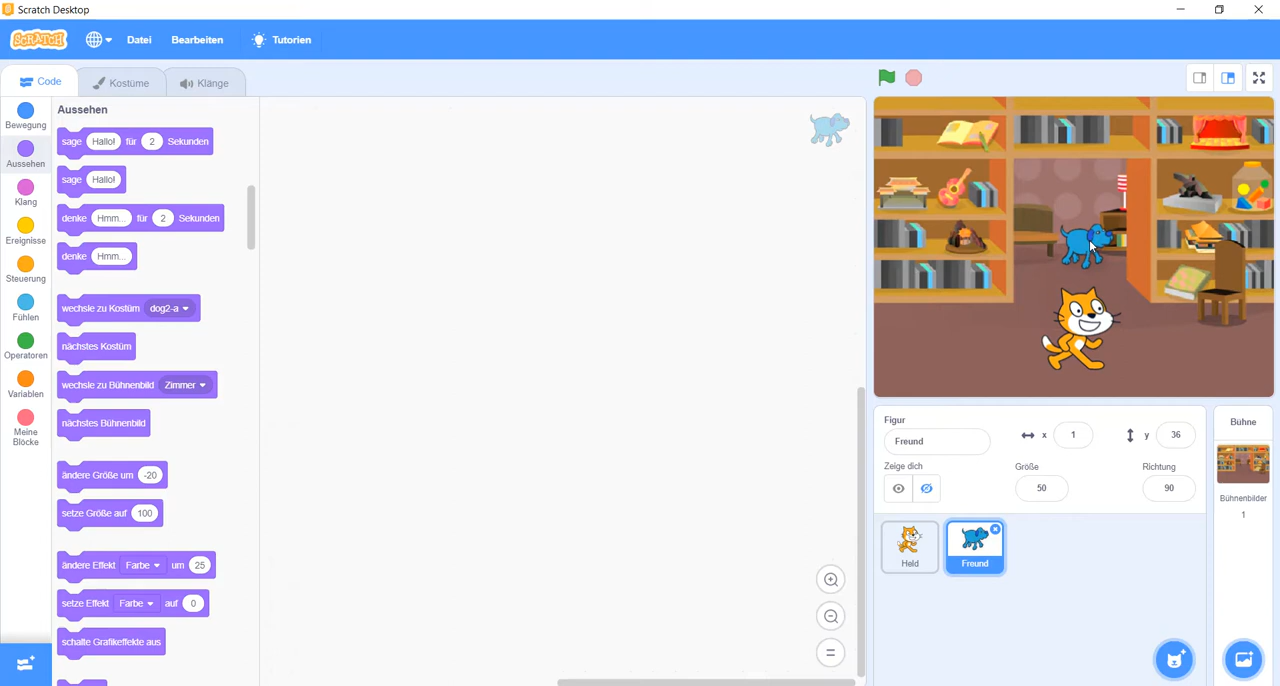 Scratch Desktop
SCRATCH Datei Bearbeiten Tutorien
Code Kostüme Klänge
Bewegung
Aussehen
Klang
Ereignisse
Steuerung
Fühlen
Operatoren
Variablen
Meine
Blöcke
Aussehen
sage Hallo! für 2 Sekunden
sage Hallo!
denke Hmm... für 2 Sekunden
denke Hmm...
wechsle zu Kostüm dog2-a
nächstes Kostüm
wechsle zu Bühnenbild Zimmer
nächstes Bühnenbild
ändere Größe um -20
setze Größe auf 100
ändere Effekt Farbe um 25
setze Effekt Farbe auf 0
schalte Grafikeffekte aus
Figur
Freund x 1 y 36
Zeige dich Größe Richtung
50 90
Held Freund
Bühne
Bühnenbilder
1